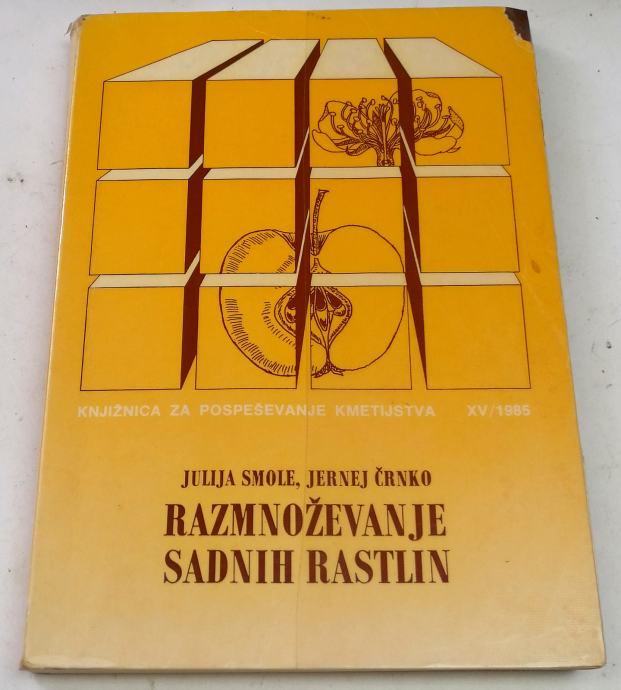 KNJIŽNICA ZA POSPEŠEVANJE KMETIJSTVA XV/1985
JULIJA SMOLE, JERNEJ ČRNKO
RAZMNOŽEVANJE
SADNIH RASTLIN